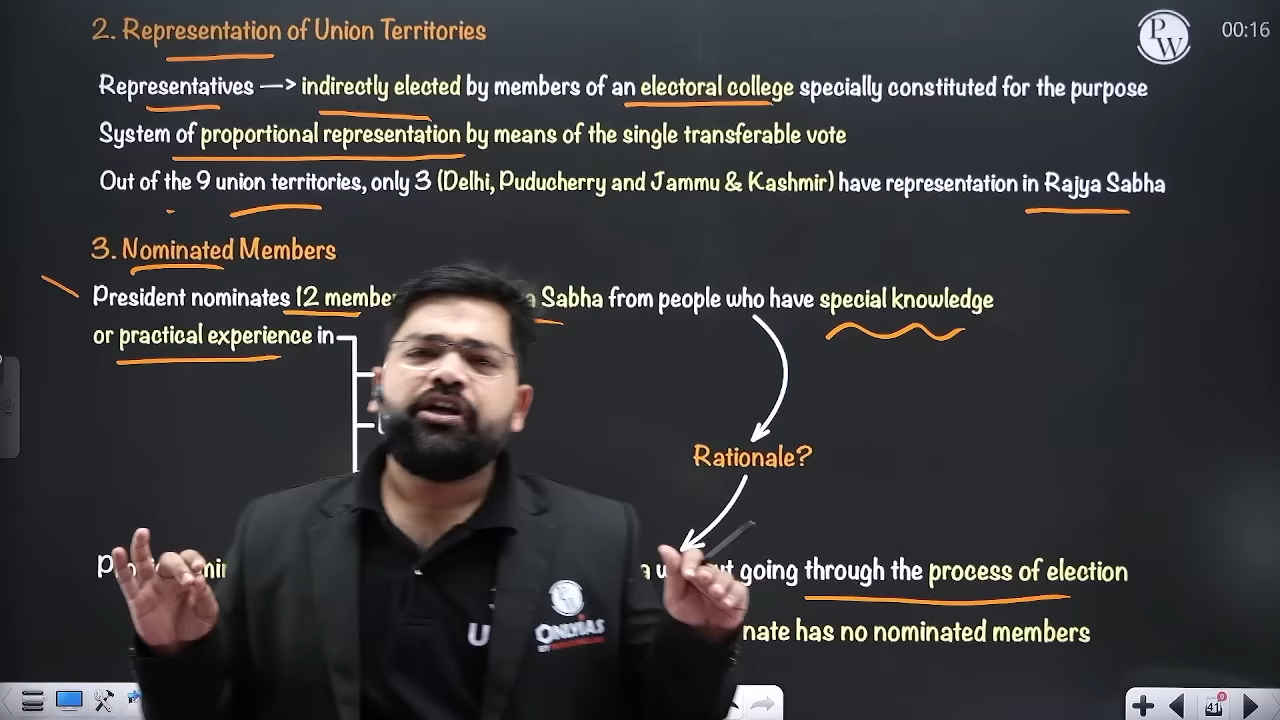 2. Representation of Union Territories
PW
00:16
Representatives —> indirectly elected by members of an electoral college specially constituted for the purpose
System of proportional representation by means of the single transferable vote
Out of the 9 union territories, only 3 (Delhi, Puducherry and Jammu & Kashmir) have representation in Rajya Sabha
3. Nominated Members
President nominates 12 Sabha from people who have special knowledge
or practical experience in
Rationale?
going through the process of election
has no nominated members
PW
ONLYIAS
41